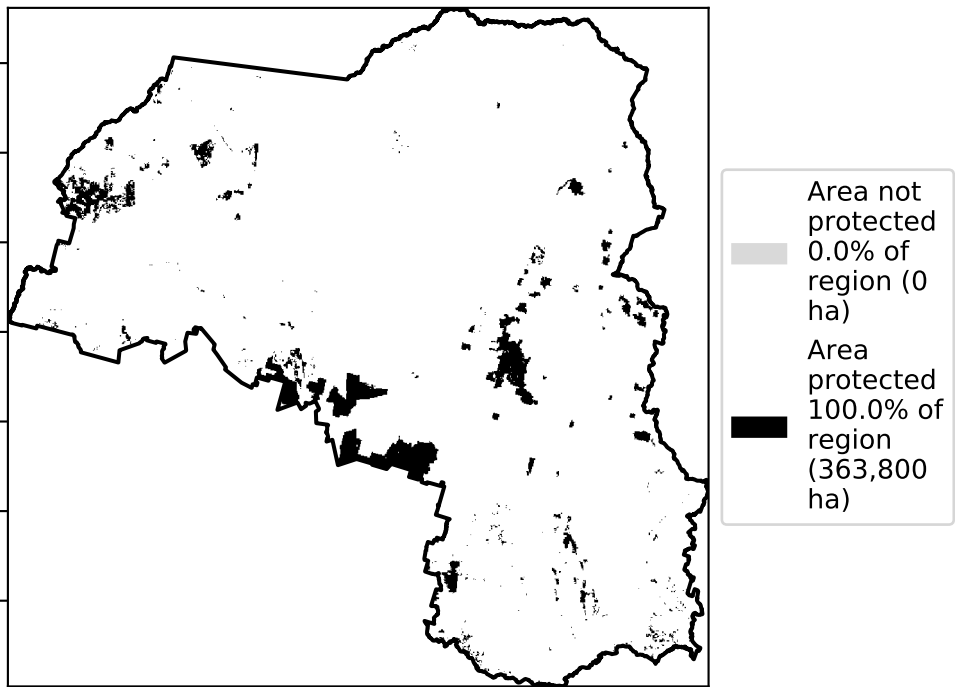 Area not
protected
0.0% of
region (0
ha)
Area
protected
100.0% of
region
(363,800
ha)